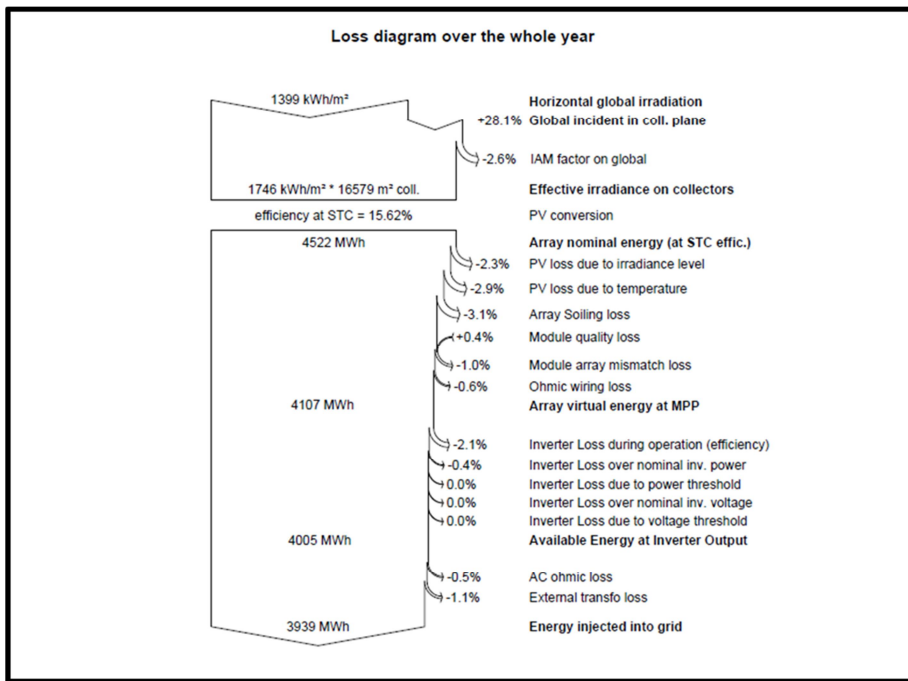 Loss diagram over the whole year
1399 kWh/m² Horizontal global irradiation
+28.1% Global incident in coll. plane
-2.6% IAM factor on global
1746 kWh/m² * 16579 m² coll. Effective irradiance on collectors
efficiency at STC = 15.62% PV conversion
4522 MWh Array nominal energy (at STC effic.)
-2.3% PV loss due to irradiance level
-2.9% PV loss due to temperature
-3.1% Array Soiling loss
+0.4% Module quality loss
-1.0% Module array mismatch loss
-0.6% Ohmic wiring loss
4107 MWh Array virtual energy at MPP
-2.1% Inverter Loss during operation (efficiency)
-0.4% Inverter Loss over nominal inv. power
0.0% Inverter Loss due to power threshold
0.0% Inverter Loss over nominal inv. voltage
0.0% Inverter Loss due to voltage threshold
4005 MWh Available Energy at Inverter Output
-0.5% AC ohmic loss
-1.1% External transfo loss
3939 MWh Energy injected into grid